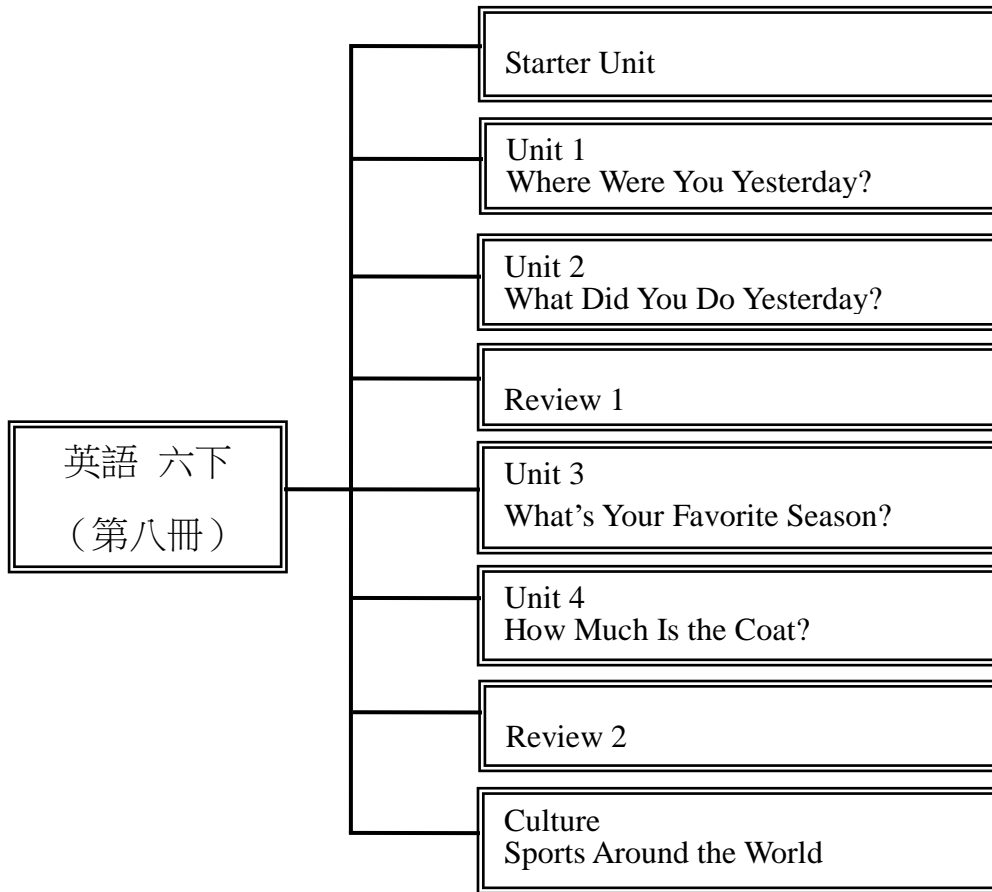 英語 六下
（第八冊）
Starter Unit
Unit 1
Where Were You Yesterday?
Unit 2
What Did You Do Yesterday?
Review 1
Unit 3
What’s Your Favorite Season?
Unit 4
How Much Is the Coat?
Review 2
Culture
Sports Around the World